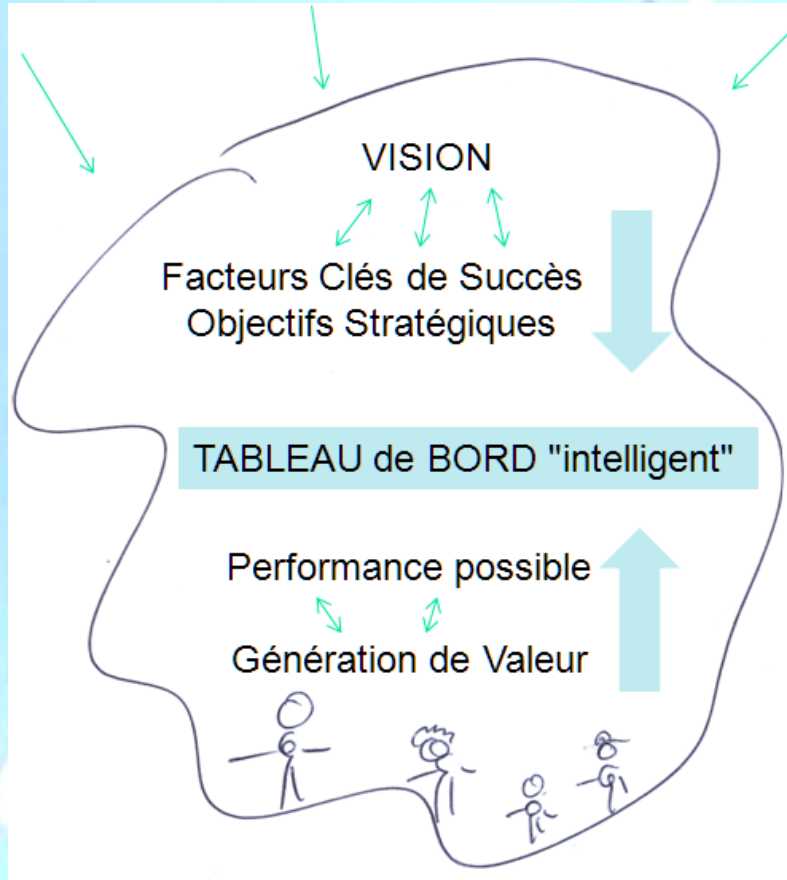 VISION
Facteurs Clés de Succès
Objectifs Stratégiques
TABLEAU de BORD "intelligent"
Performance possible
Génération de Valeur